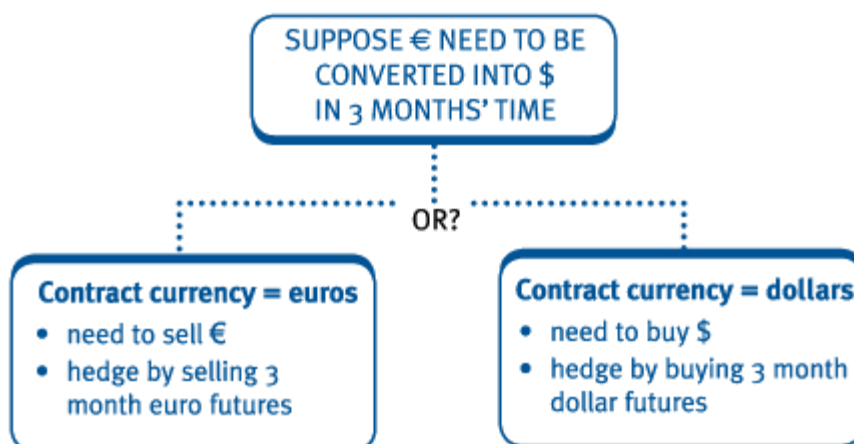 SUPPOSE € NEED TO BE
CONVERTED INTO $
IN 3 MONTHS’ TIME
OR?
Contract currency = euros
• need to sell €
• hedge by selling 3
month euro futures
Contract currency = dollars
• need to buy $
• hedge by buying 3 month
dollar futures